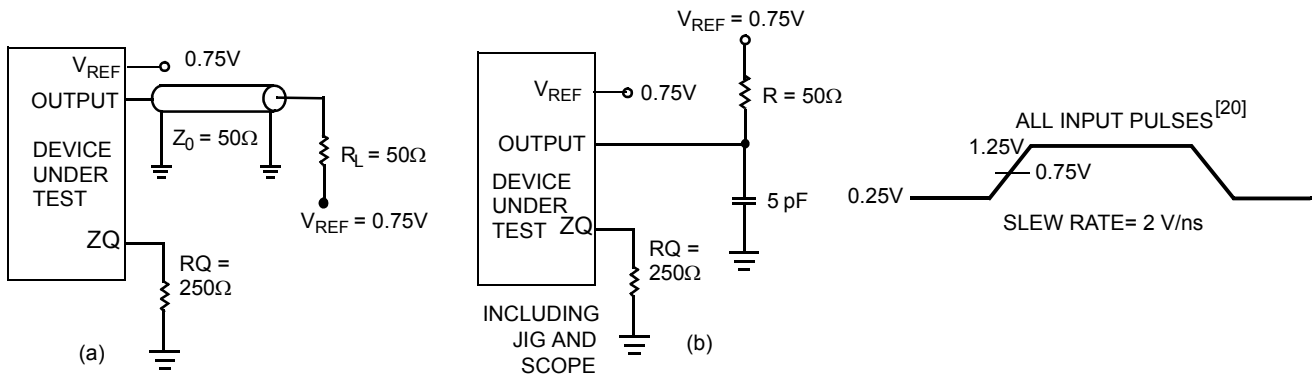 V_REF
0.75V
OUTPUT
Z_0 = 50Ω
DEVICE
UNDER
TEST
R_L = 50Ω
V_REF = 0.75V
ZQ
RQ =
250Ω
(a)
V_REF = 0.75V
R = 50Ω
V_REF
0.75V
OUTPUT
DEVICE
UNDER
TEST
ZQ
5 pF
RQ =
250Ω
INCLUDING
JIG AND
SCOPE
(b)
ALL INPUT PULSES[20]
1.25V
0.75V
0.25V
SLEW RATE= 2 V/ns